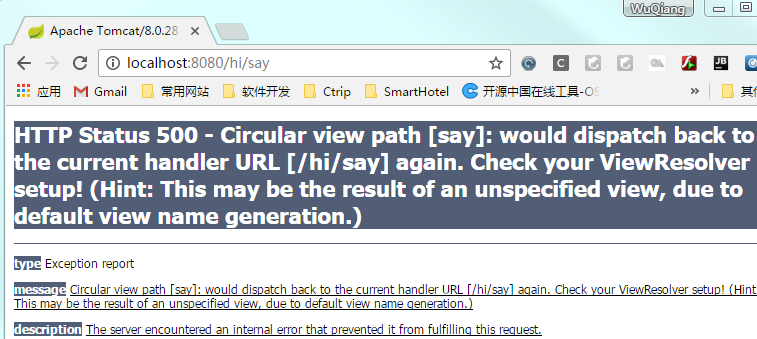 WuQiang
Apache Tomcat/8.0.28
localhost:8080/hi/say
应用 Gmail 常用网站 软件开发 Ctrip SmartHotel 开源中国在线工具-OS
HTTP Status 500 - Circular view path [say]: would dispatch back to
the current handler URL [/hi/say] again. Check your ViewResolver
setup! (Hint: This may be the result of an unspecified view, due to
default view name generation.)
type Exception report
message Circular view path [say]: would dispatch back to the current handler URL [/hi/say] again. Check your ViewResolver setup! (Hint:
This may be the result of an unspecified view, due to default view name generation.)
description The server encountered an internal error that prevented it from fulfilling this request.